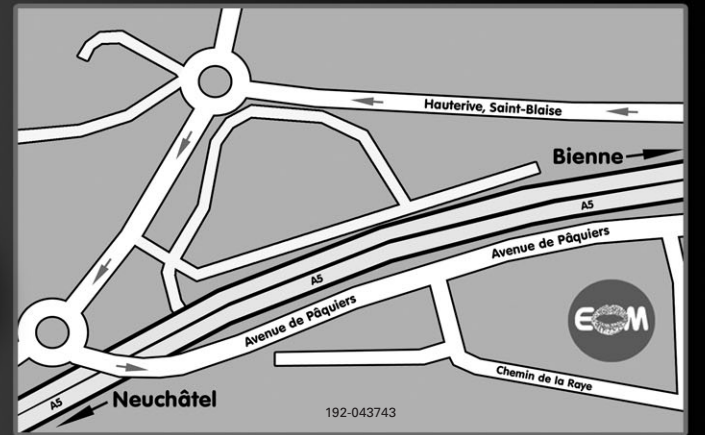 Hauterive, Saint-Blaise
Bienne
A5
Avenue de Pâquiers
A5
Avenue de Pâquiers
EOM
Chemin de la Raye
A5
Neuchâtel
192-043743